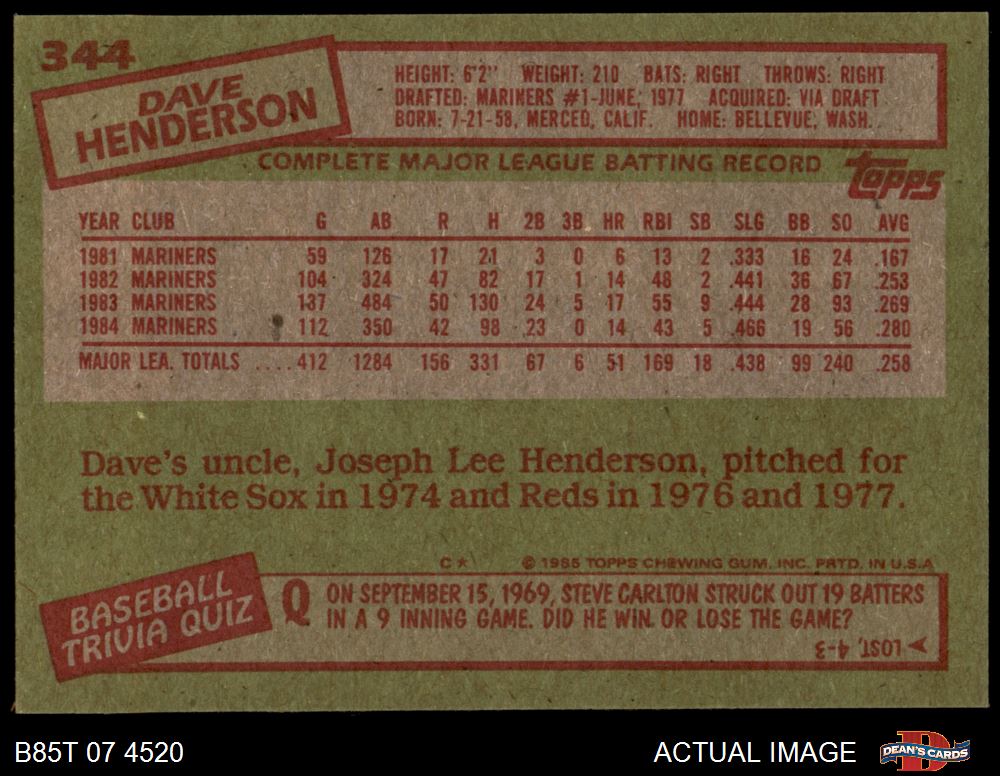 344
DAVE
HENDERSON
HEIGHT: 6'2" WEIGHT: 210 BATS: RIGHT THROWS: RIGHT
DRAFTED: MARINERS #1-JUNE, 1977 ACQUIRED: VIA DRAFT
BORN: 7-21-58, MERCED, CALIF. HOME: BELLEVUE, WASH.
COMPLETE MAJOR LEAGUE BATTING RECORD
topps
YEAR CLUB G AB R H 2B 3B HR RBI SB SLG BB SO AVG
1981 MARINERS 59 126 17 21 3 0 6 13 2 .333 16 24 .167
1982 MARINERS 104 324 47 82 17 1 14 48 2 .441 36 67 .253
1983 MARINERS 137 484 50 130 24 5 17 55 9 .444 28 93 .269
1984 MARINERS 112 350 42 98 23 0 14 43 5 .466 19 56 .280
MAJOR LEA. TOTALS ....412 1284 156 331 67 6 51 169 18 .438 99 240 .258
Dave's uncle, Joseph Lee Henderson, pitched for
the White Sox in 1974 and Reds in 1976 and 1977.
C* © 1985 TOPPS CHEWING GUM, INC. PRTD. IN U.S.A
BASEBALL
TRIVIA QUIZ
Q ON SEPTEMBER 15, 1969, STEVE CARLTON STRUCK OUT 19 BATTERS
IN A 9 INNING GAME. DID HE WIN OR LOSE THE GAME?
LOST, 4-3
B85T 07 4520
ACTUAL IMAGE
D
DEAN'S CARDS